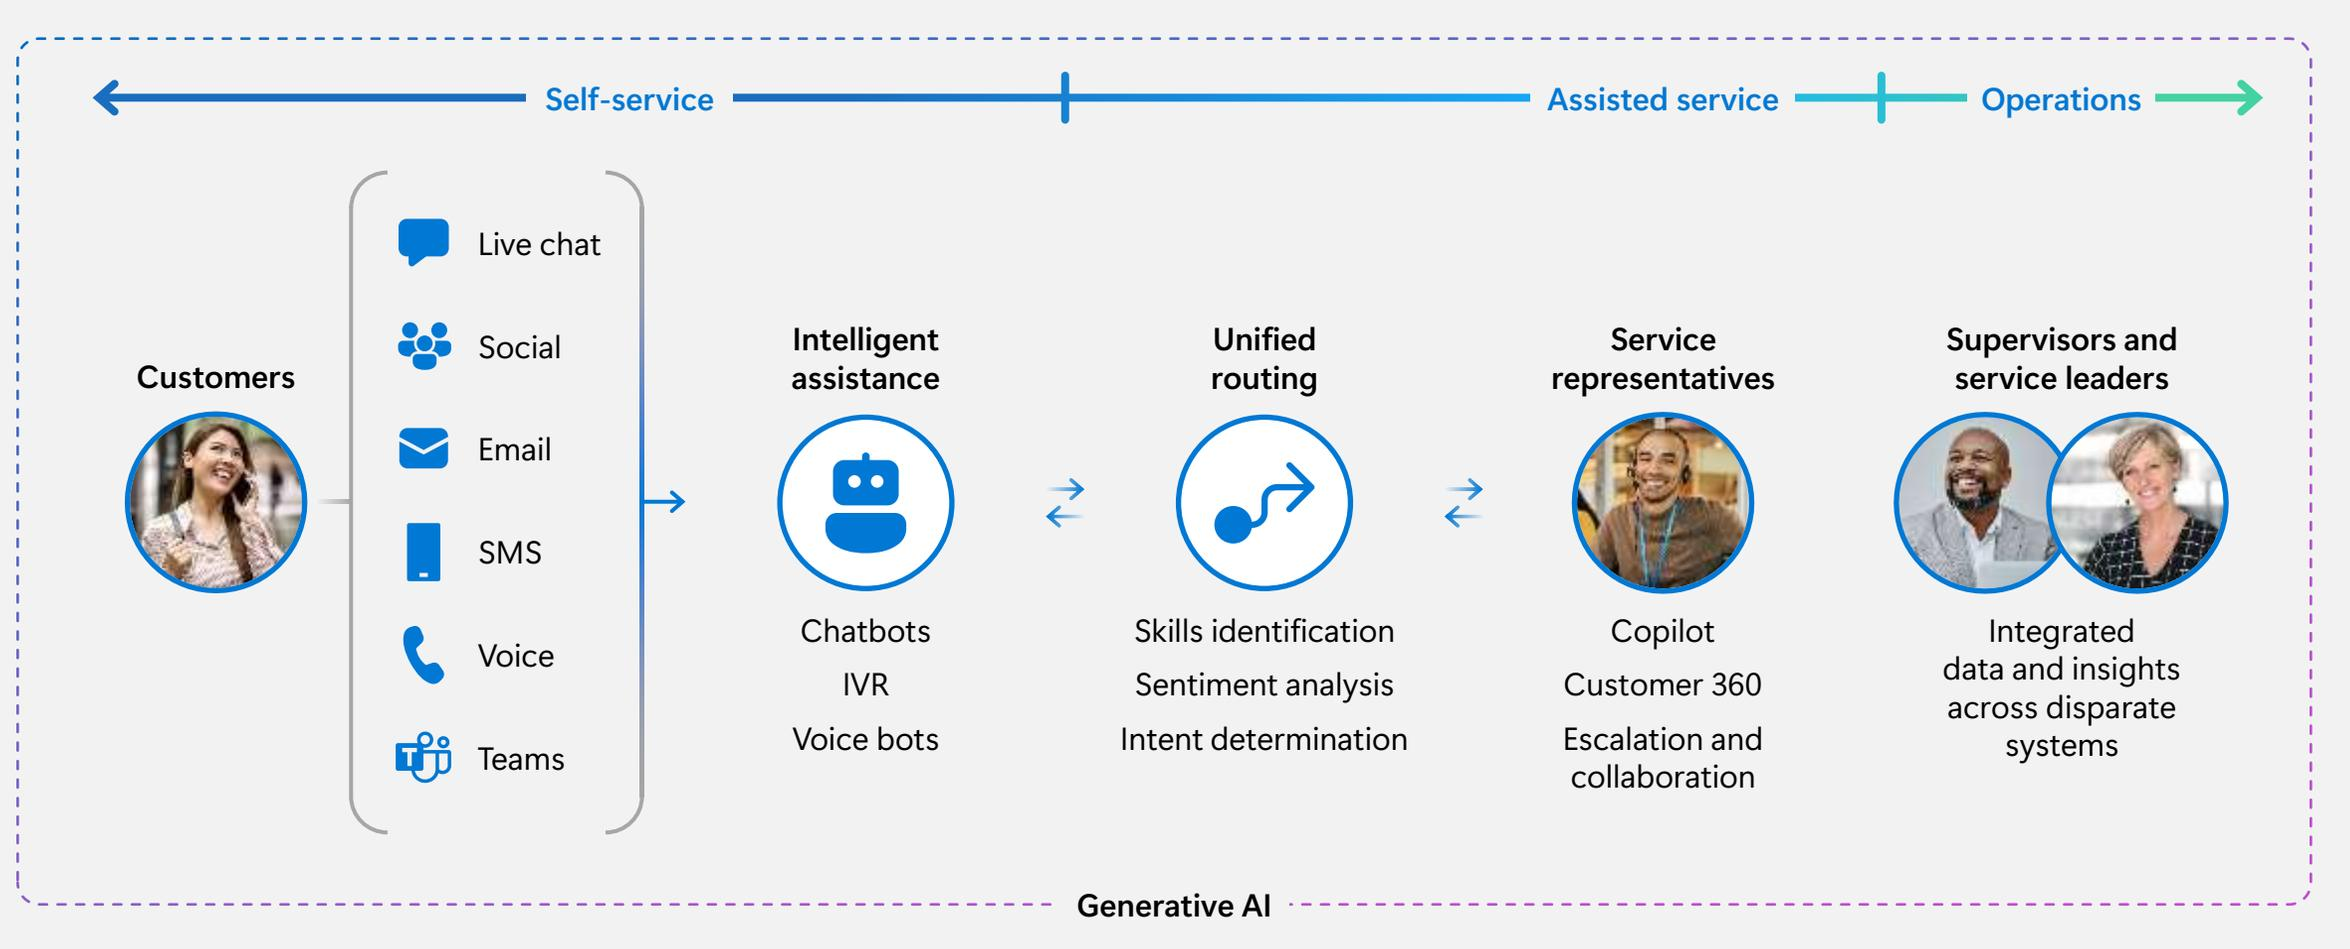 Self-service
Assisted service
Operations
Customers
Live chat
Social
Email
SMS
Voice
T
Teams
Intelligent
assistance
Chatbots
IVR
Voice bots
Unified
routing
Skills identification
Sentiment analysis
Intent determination
Service
representatives
Copilot
Customer 360
Escalation and
collaboration
Supervisors and
service leaders
Integrated
data and insights
across disparate
systems
Generative AI